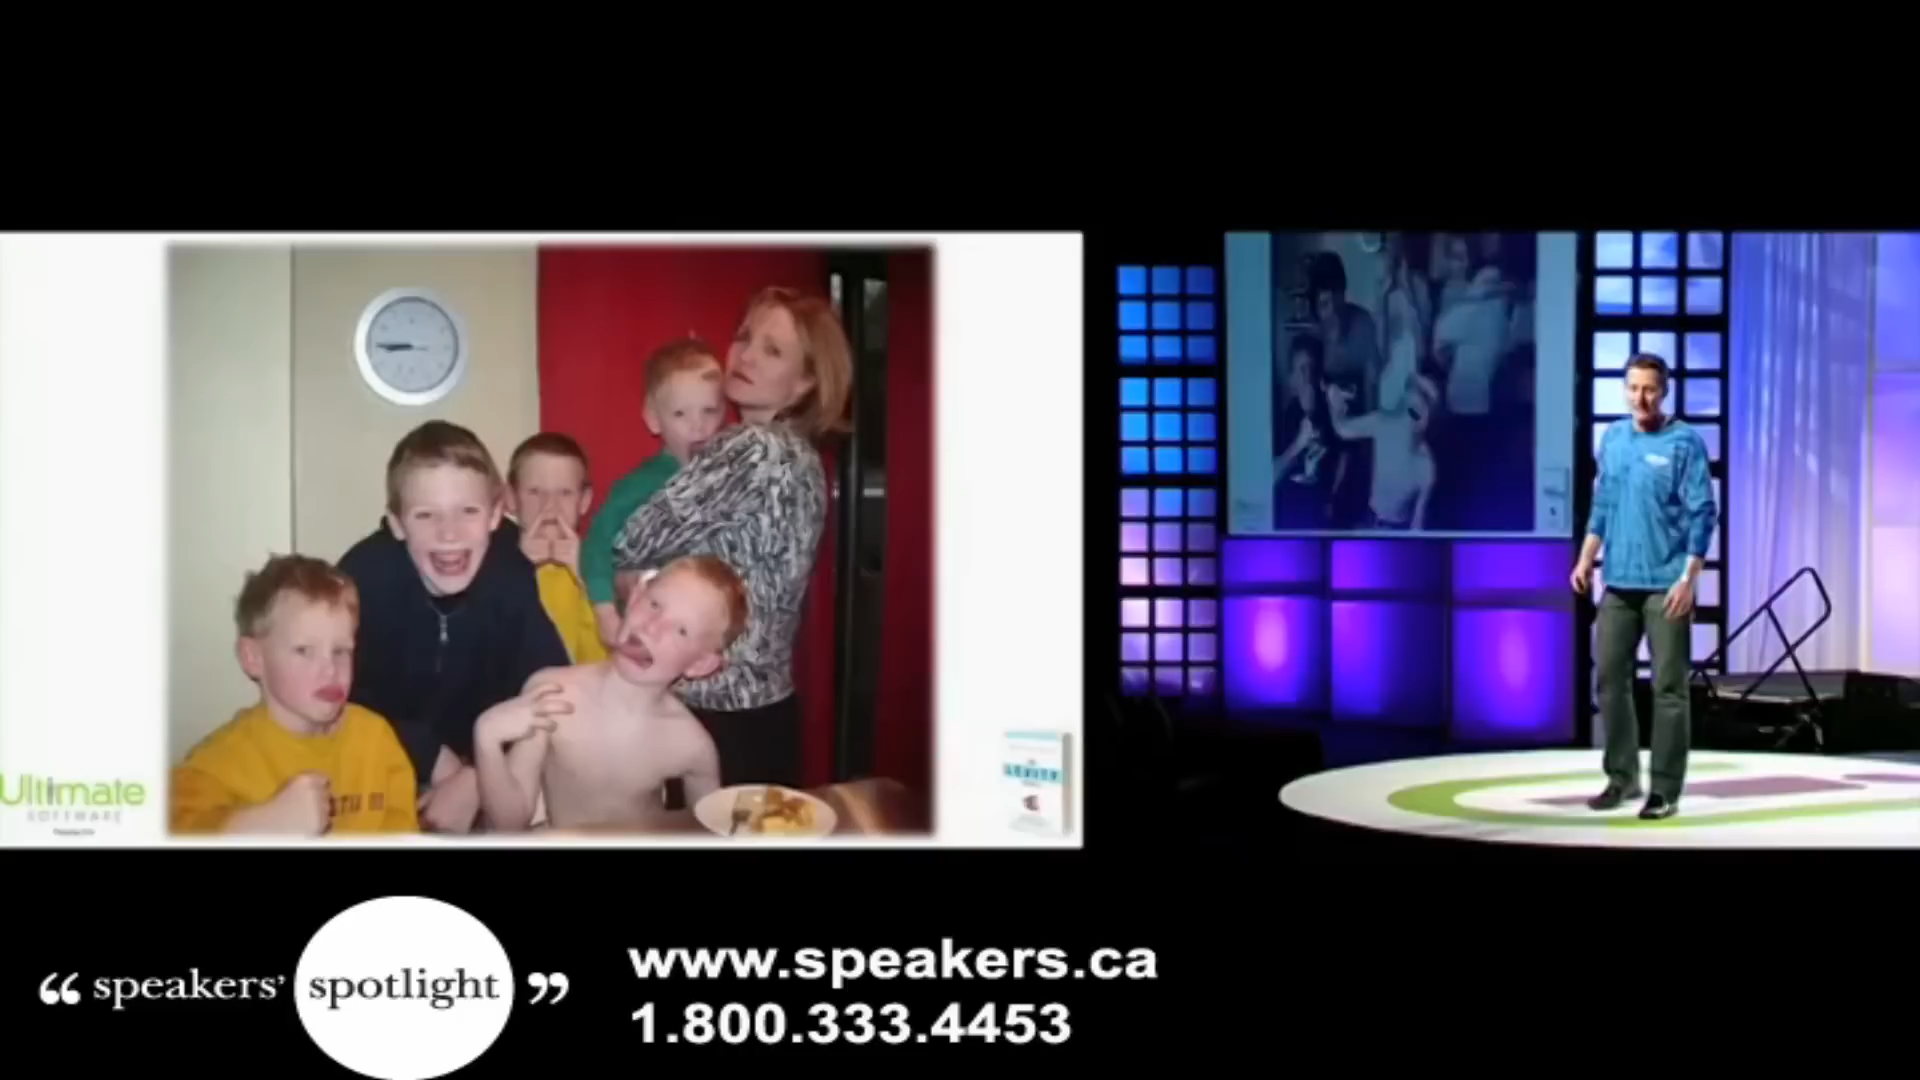 Ultimate
SOFTWARE
“ speakers’ spotlight ”
www.speakers.ca
1.800.333.4453